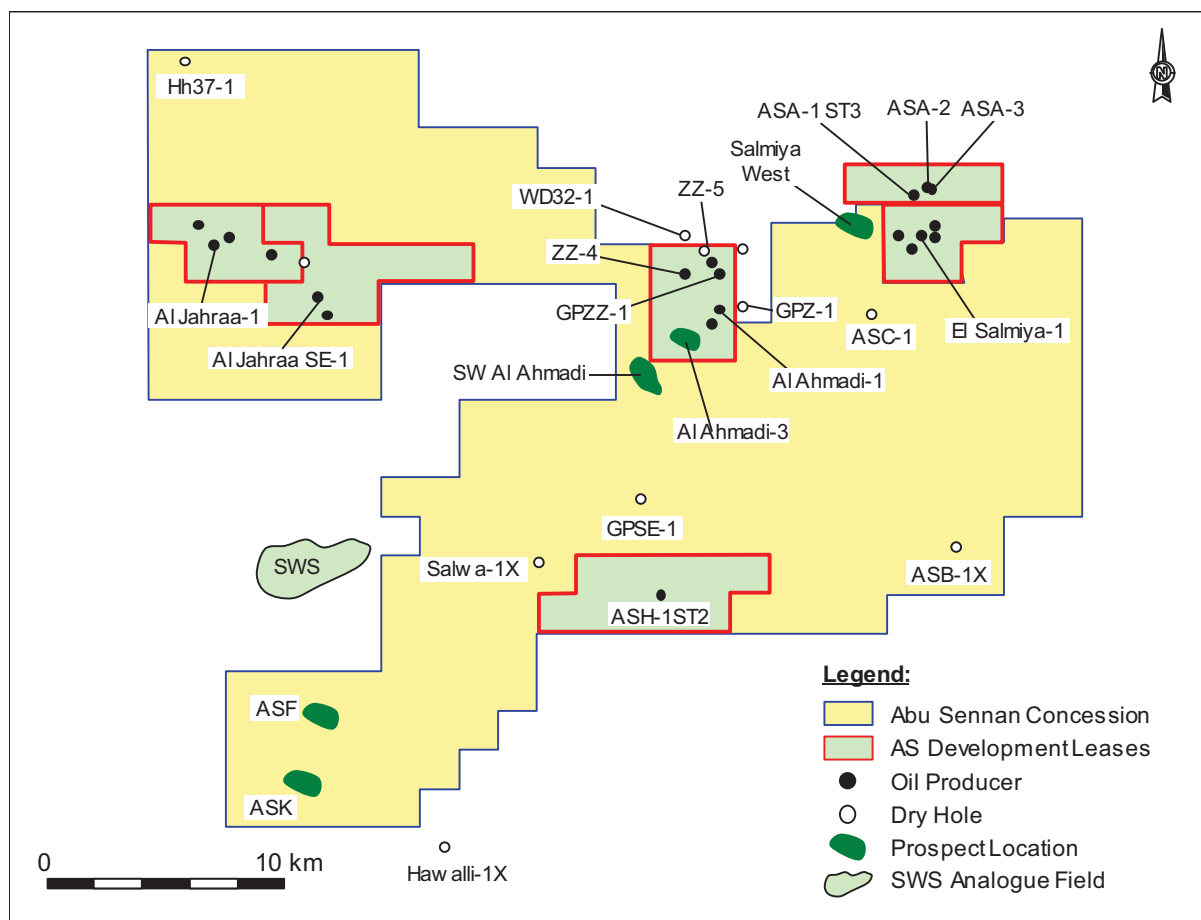 N
Hh37-1
ASA-1 ST3
ASA-2
ASA-3
Salmiya
West
WD32-1
ZZ-5
ZZ-4
GPZZ-1
GPZ-1
Al Jahraa-1
Al Jahraa SE-1
ASC-1
El Salmiya-1
SW Al Ahmadi
Al Ahmadi-1
Al Ahmadi-3
GPSE-1
SWS
Salwa-1X
ASB-1X
ASH-1ST2
ASF
ASK
Hawalli-1X
0 10 km
Legend:
Abu Sennan Concession
AS Development Leases
Oil Producer
Dry Hole
Prospect Location
SWS Analogue Field